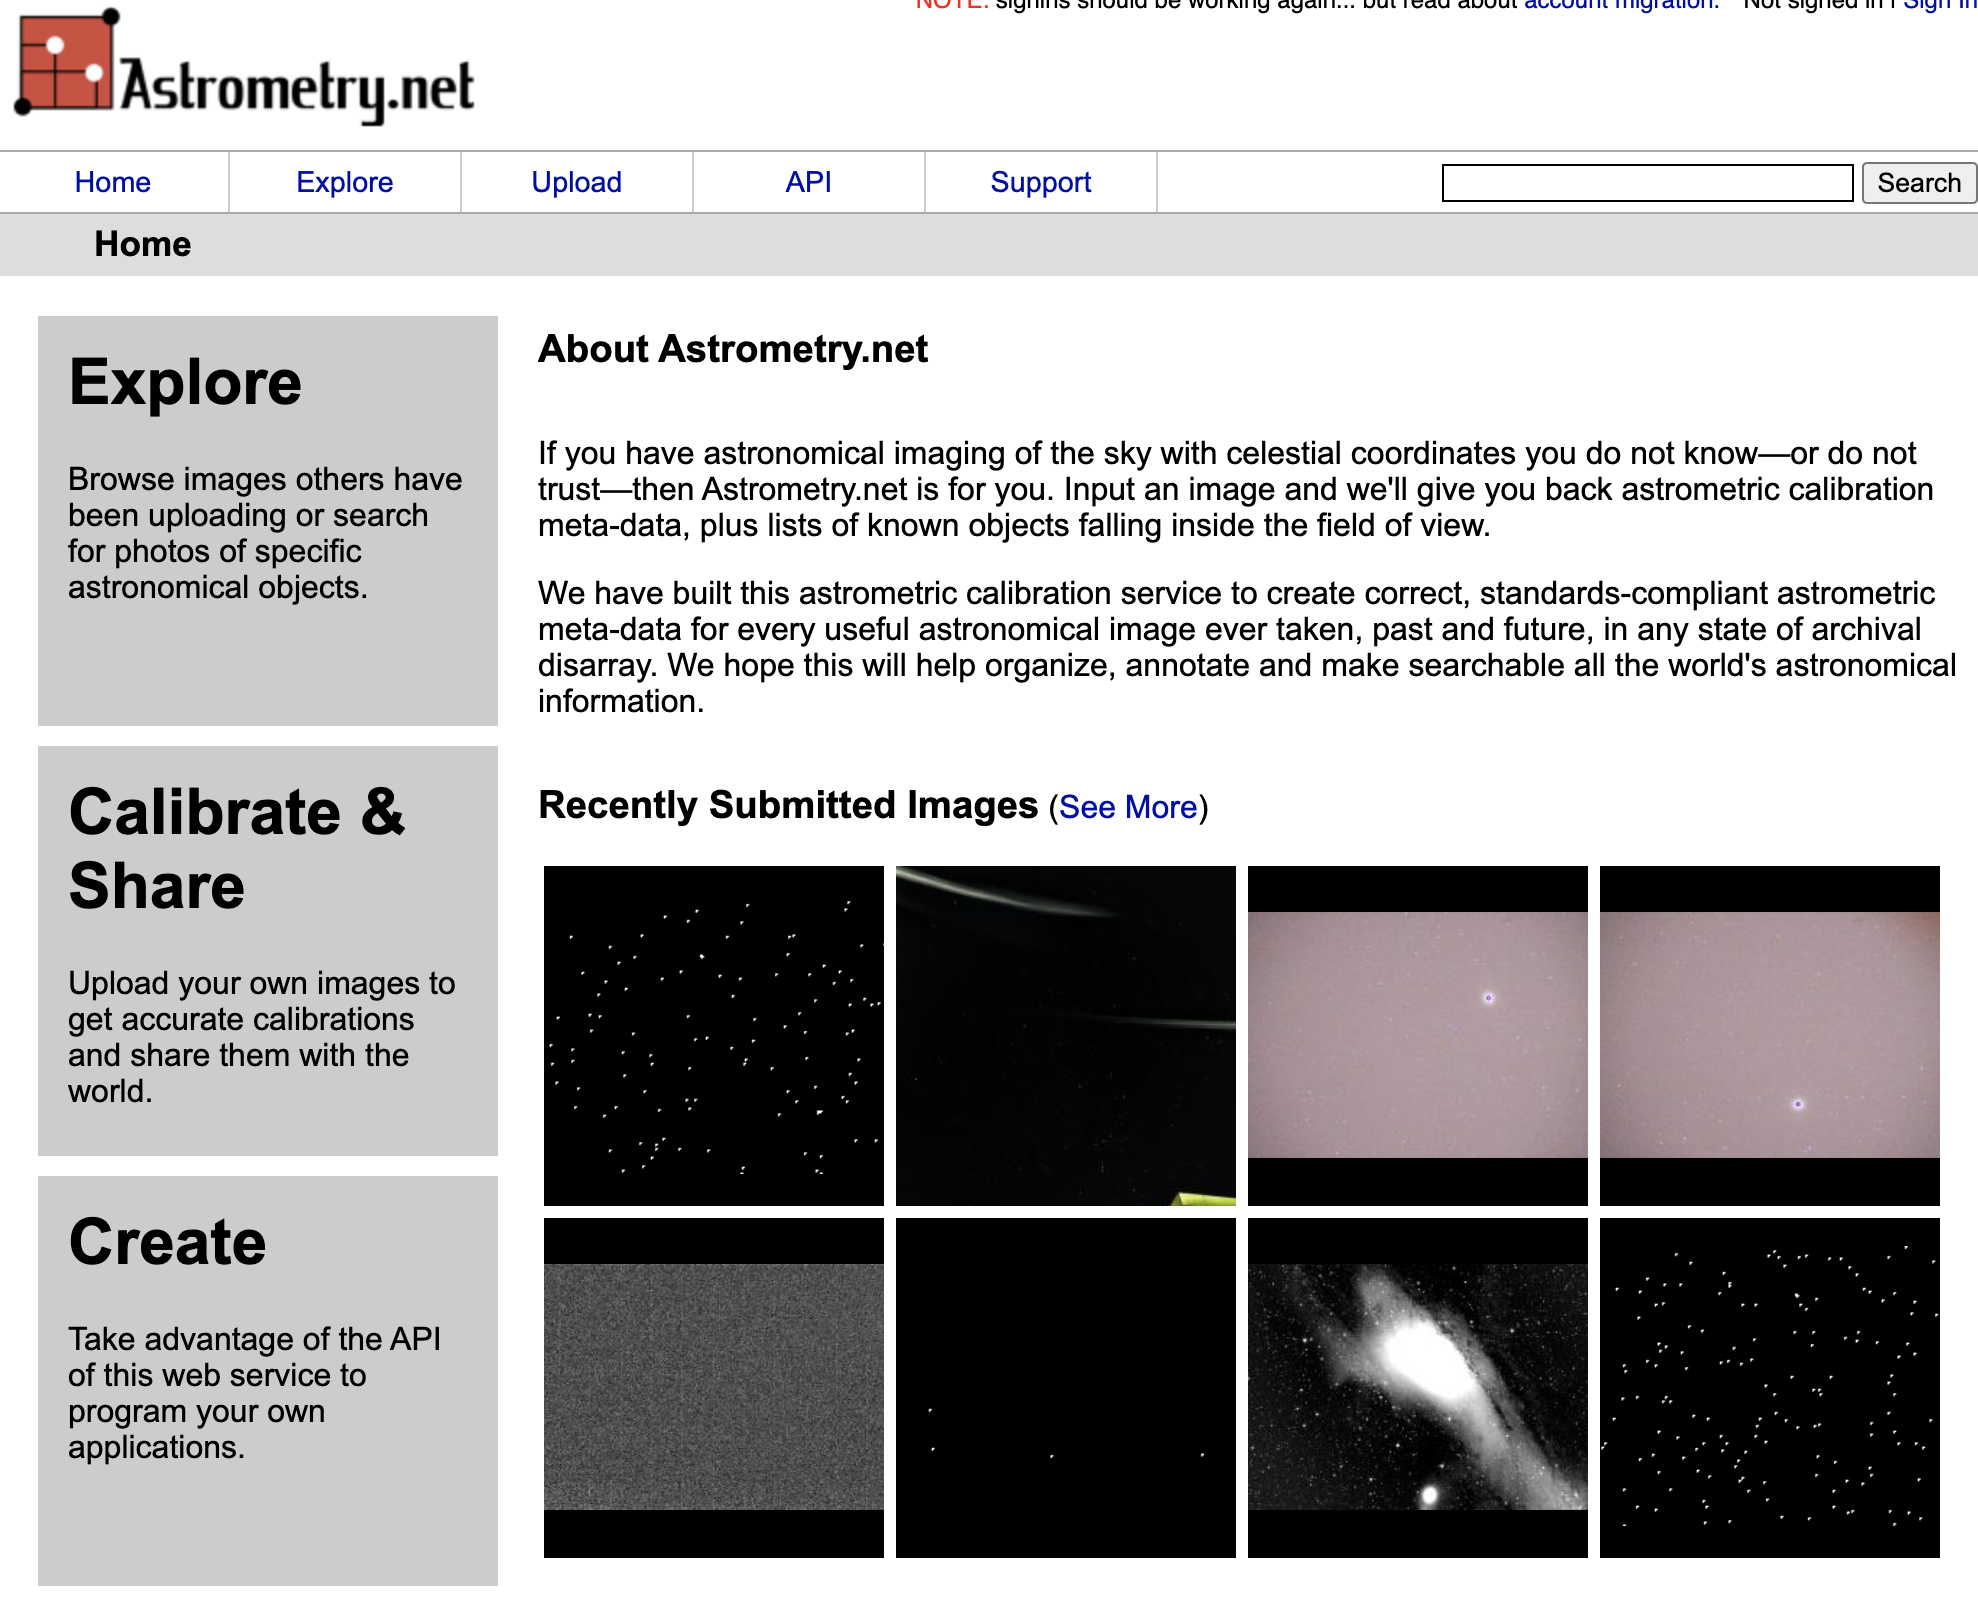 NOTE: signins should be working again... but read about account migration. Not signed in | Sign In
Astrometry.net
Home
Explore
Upload
API
Support
Search
Home
Explore
Browse images others have
been uploading or search
for photos of specific
astronomical objects.
Calibrate &
Share
Upload your own images to
get accurate calibrations
and share them with the
world.
Create
Take advantage of the API
of this web service to
program your own
applications.
About Astrometry.net
If you have astronomical imaging of the sky with celestial coordinates you do not know—or do not
trust—then Astrometry.net is for you. Input an image and we'll give you back astrometric calibration
meta-data, plus lists of known objects falling inside the field of view.
We have built this astrometric calibration service to create correct, standards-compliant astrometric
meta-data for every useful astronomical image ever taken, past and future, in any state of archival
disarray. We hope this will help organize, annotate and make searchable all the world's astronomical
information.
Recently Submitted Images (See More)